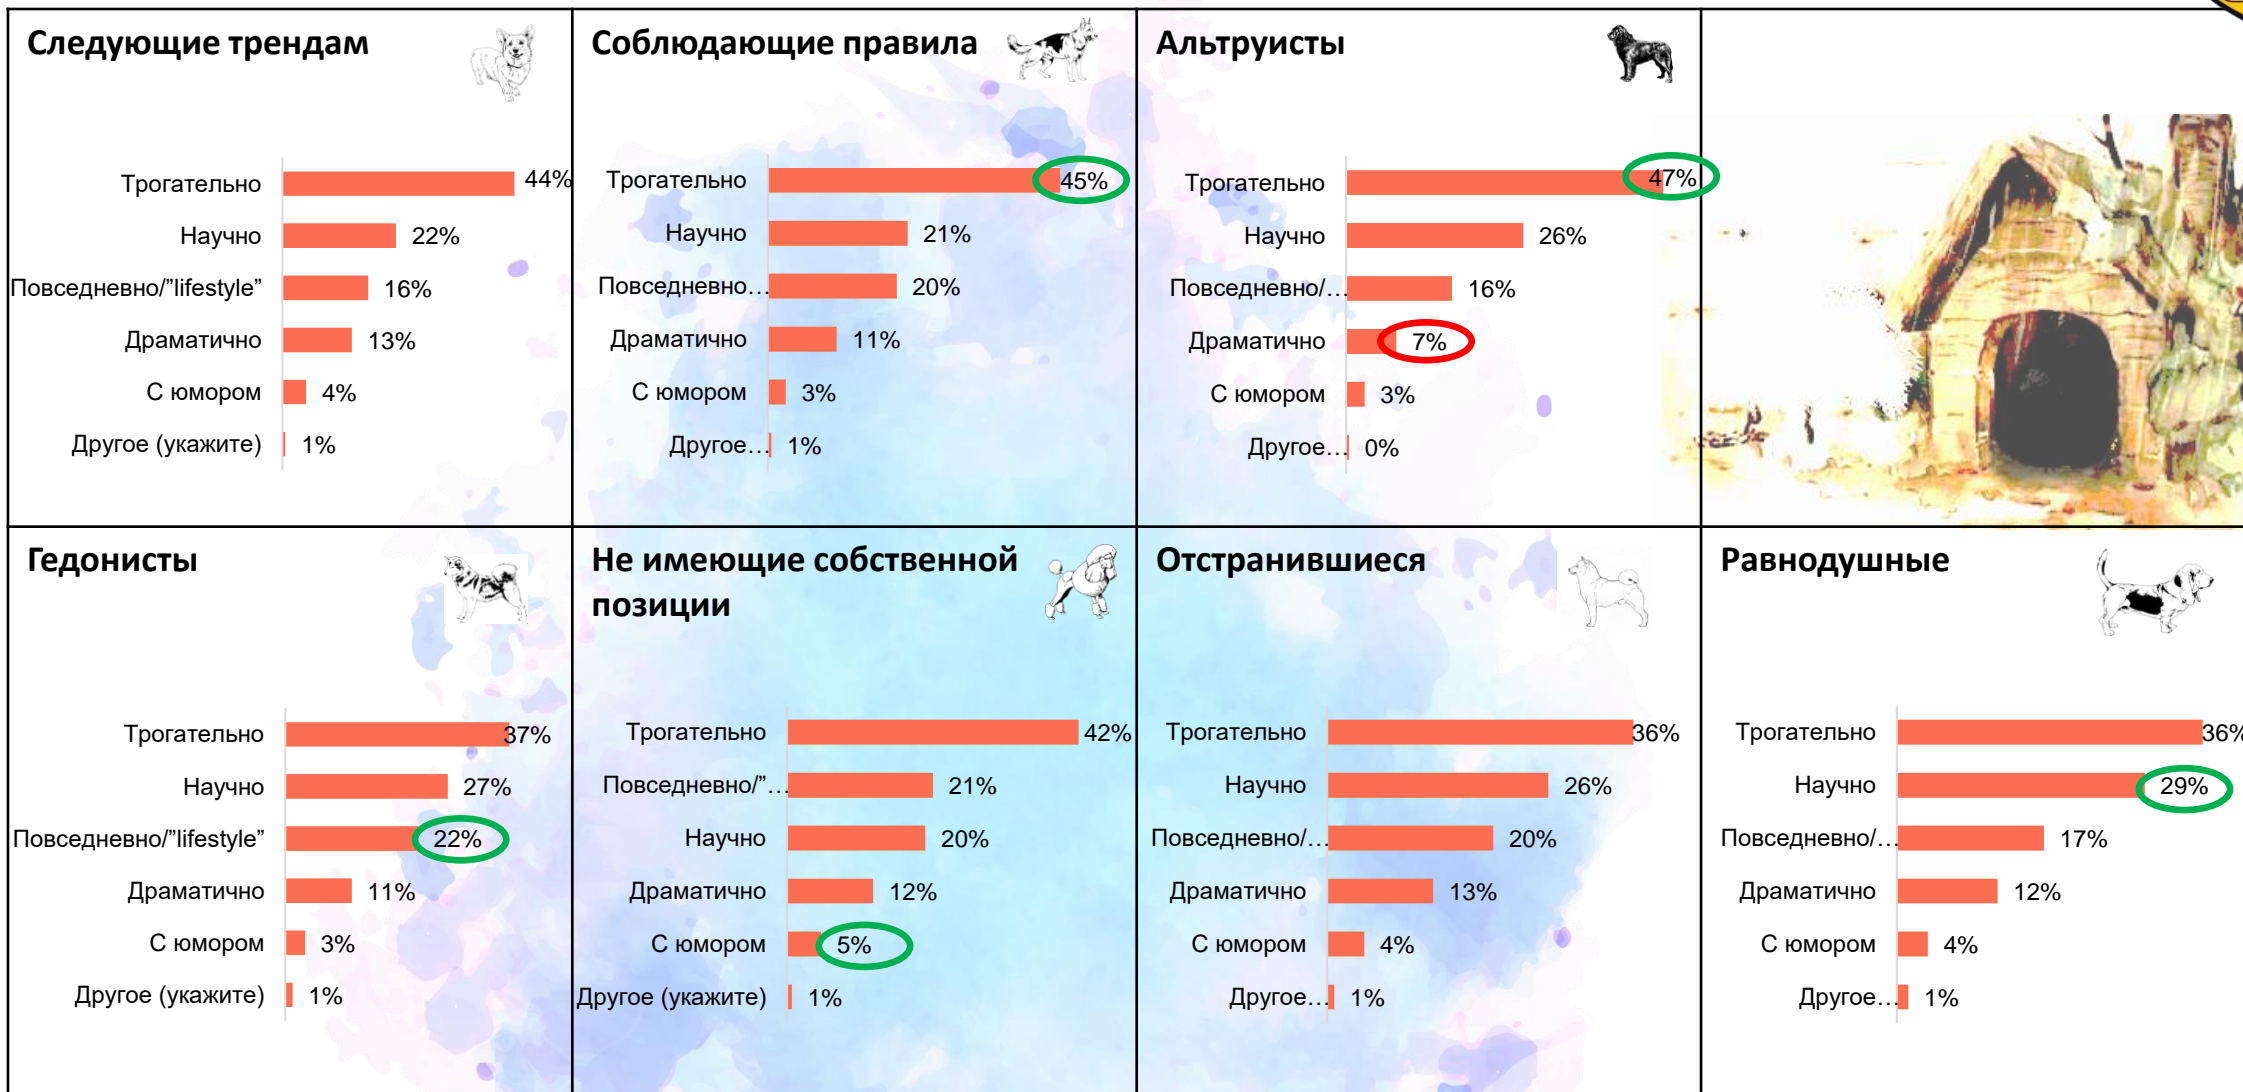 Следующие трендам
Трогательно 44%
Научно 22%
Повседневно/”lifestyle” 16%
Драматично 13%
С юмором 4%
Другое (укажите) 1%
Соблюдающие правила
Трогательно 45%
Научно 21%
Повседневно… 20%
Драматично 11%
С юмором 3%
Другое… 1%
Альтруисты
Трогательно 47%
Научно 26%
Повседневно/… 16%
Драматично 7%
С юмором 3%
Другое… 0%
Гедонисты
Трогательно 37%
Научно 27%
Повседневно/”lifestyle” 22%
Драматично 11%
С юмором 3%
Другое (укажите) 1%
Не имеющие собственной
позиции
Трогательно 42%
Повседневно/”… 21%
Научно 20%
Драматично 12%
С юмором 5%
Другое (укажите) 1%
Отстранившиеся
Трогательно 36%
Научно 26%
Повседневно/… 20%
Драматично 13%
С юмором 4%
Другое… 1%
Равнодушные
Трогательно 36%
Научно 29%
Повседневно/… 17%
Драматично 12%
С юмором 4%
Другое… 1%